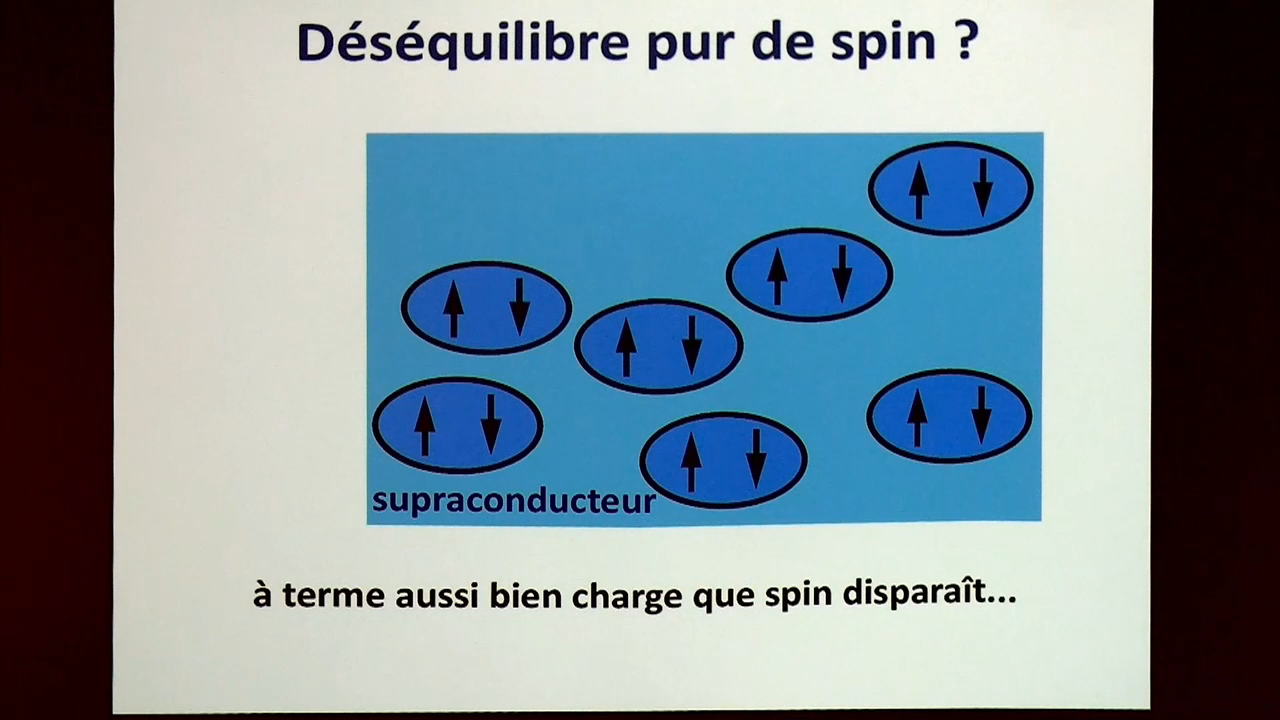 Déséquilibre pur de spin ?
supraconducteur
à terme aussi bien charge que spin disparaît...